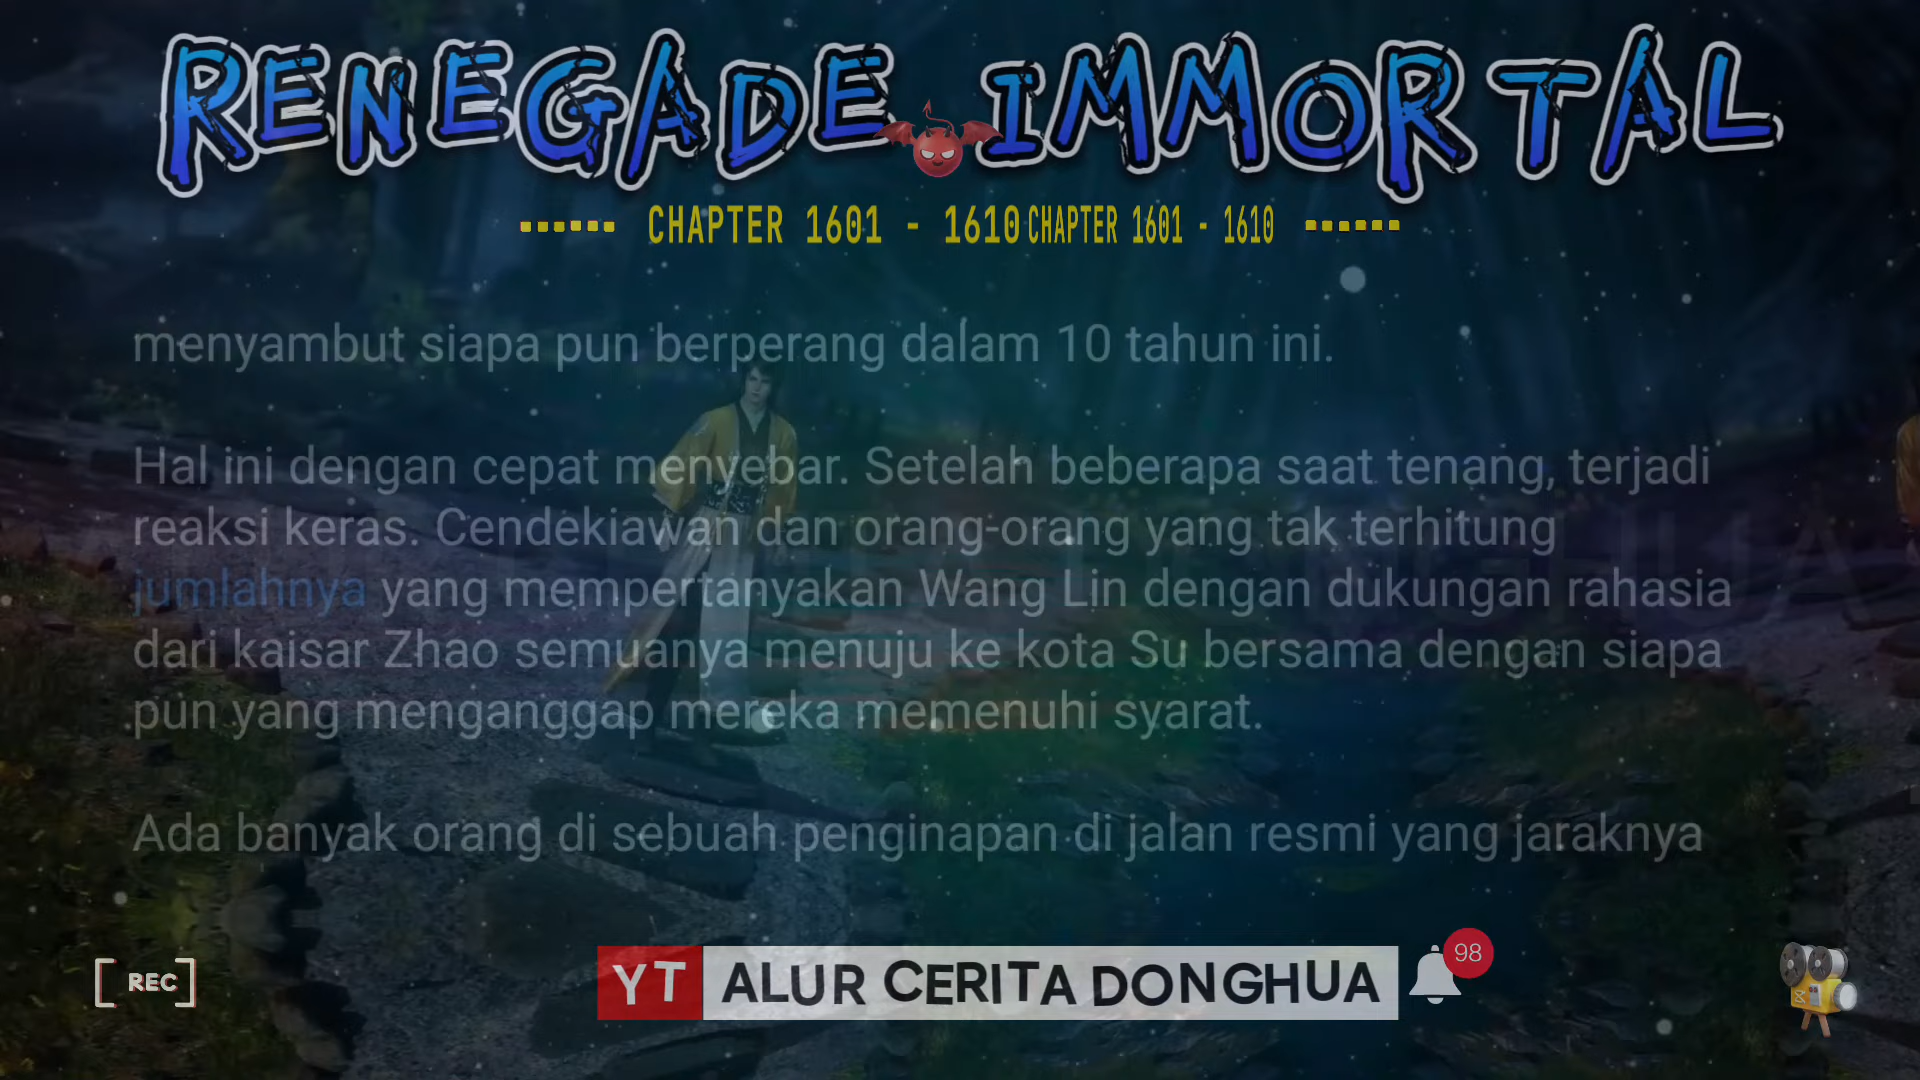 RENEGADE IMMORTAL
CHAPTER 1601 - 1610 CHAPTER 1601 - 1610
menyambut siapa pun berperang dalam 10 tahun ini.
Hal ini dengan cepat menyebar. Setelah beberapa saat tenang, terjadi
reaksi keras. Cendekiawan dan orang-orang yang tak terhitung
jumlahnya yang mempertanyakan Wang Lin dengan dukungan rahasia
dari kaisar Zhao semuanya menuju ke kota Su bersama dengan siapa
pun yang menganggap mereka memenuhi syarat.
Ada banyak orang di sebuah penginapan di jalan resmi yang jaraknya
[REC]
YT ALUR CERITA DONGHUA 98